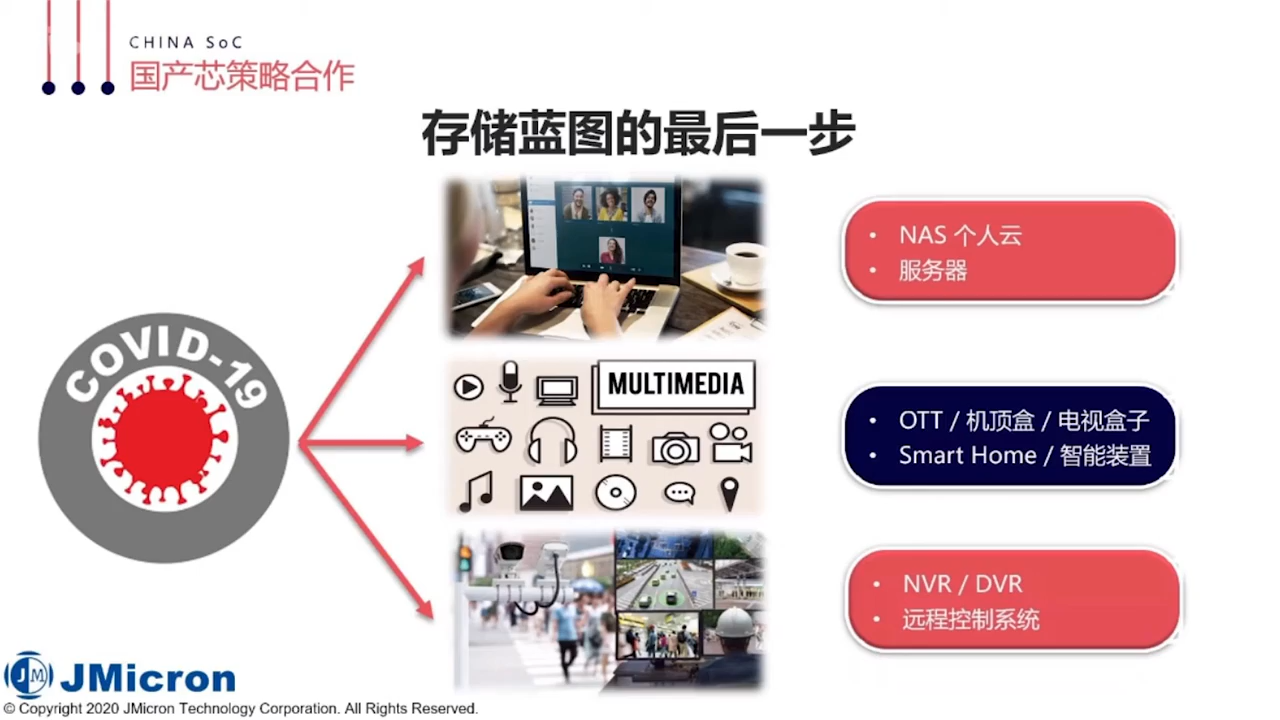 CHINA SoC
国产芯策略合作
存储蓝图的最后一步
COVID-19
MULTIMEDIA
• NAS 个人云
• 服务器
• OTT / 机顶盒 / 电视盒子
• Smart Home / 智能装置
• NVR / DVR
• 远程控制系统
JM JMicron
© Copyright 2020 JMicron Technology Corporation. All Rights Reserved.